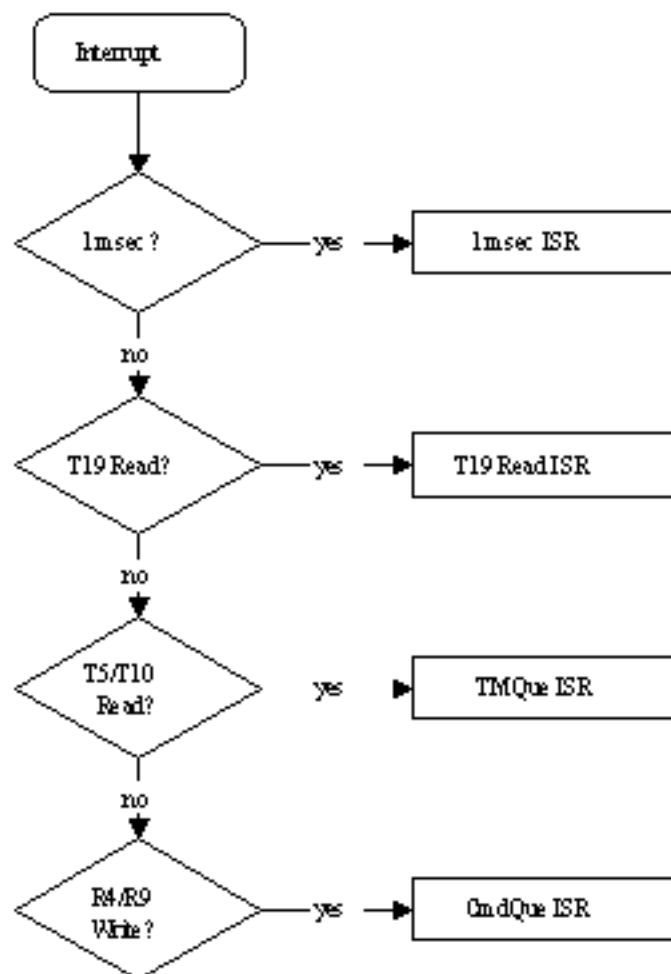 Interrupt
1msec ?
yes
1msec ISR
no
T19 Read?
yes
T19 Read ISR
no
T5/T10
Read?
yes
TMQue ISR
no
R4/R9
Write?
yes
CmdQue ISR